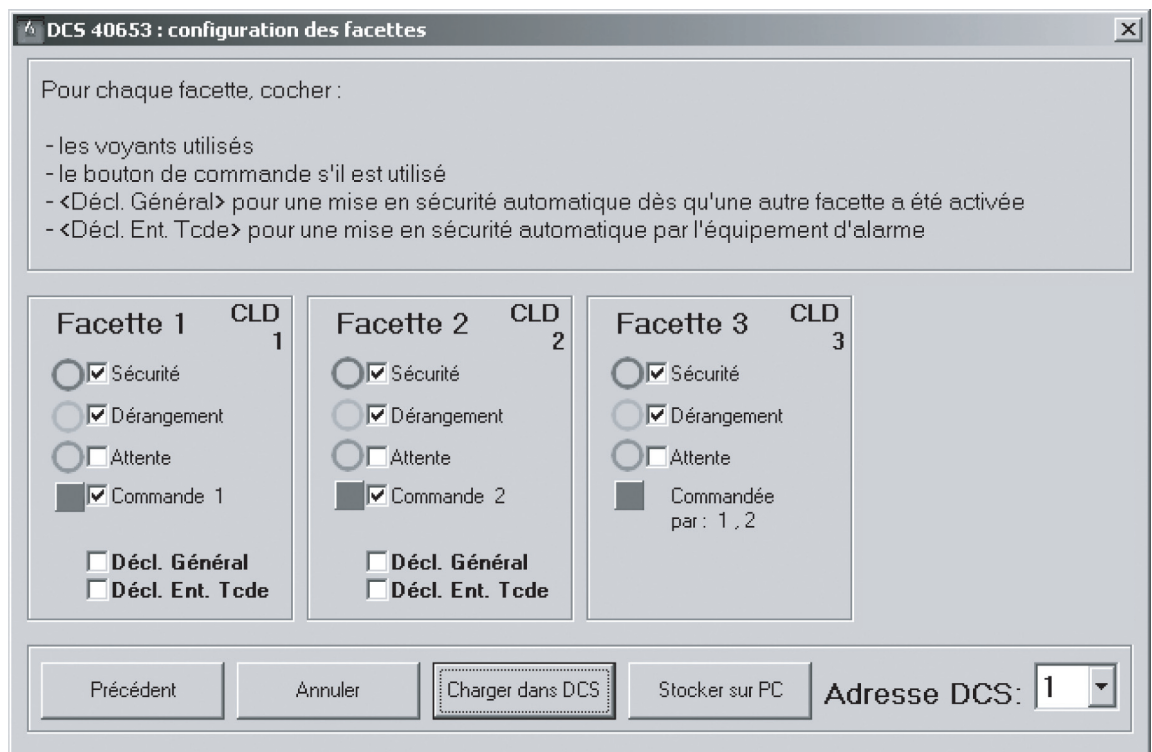 DCS 40653 : configuration des facettes
Pour chaque facette, cocher :
- les voyants utilisés
- le bouton de commande s'il est utilisé
- <Décl. Général> pour une mise en sécurité automatique dès qu'une autre facette a été activée
- <Décl. Ent. Tcde> pour une mise en sécurité automatique par l'équipement d'alarme
Facette 1 CLD 1
Sécurité
Dérangement
Attente
Commande 1
Décl. Général
Décl. Ent. Tcde
Facette 2 CLD 2
Sécurité
Dérangement
Attente
Commande 2
Décl. Général
Décl. Ent. Tcde
Facette 3 CLD 3
Sécurité
Dérangement
Attente
Commandée
par : 1 , 2
Précédent Annuler Charger dans DCS Stocker sur PC Adresse DCS: 1